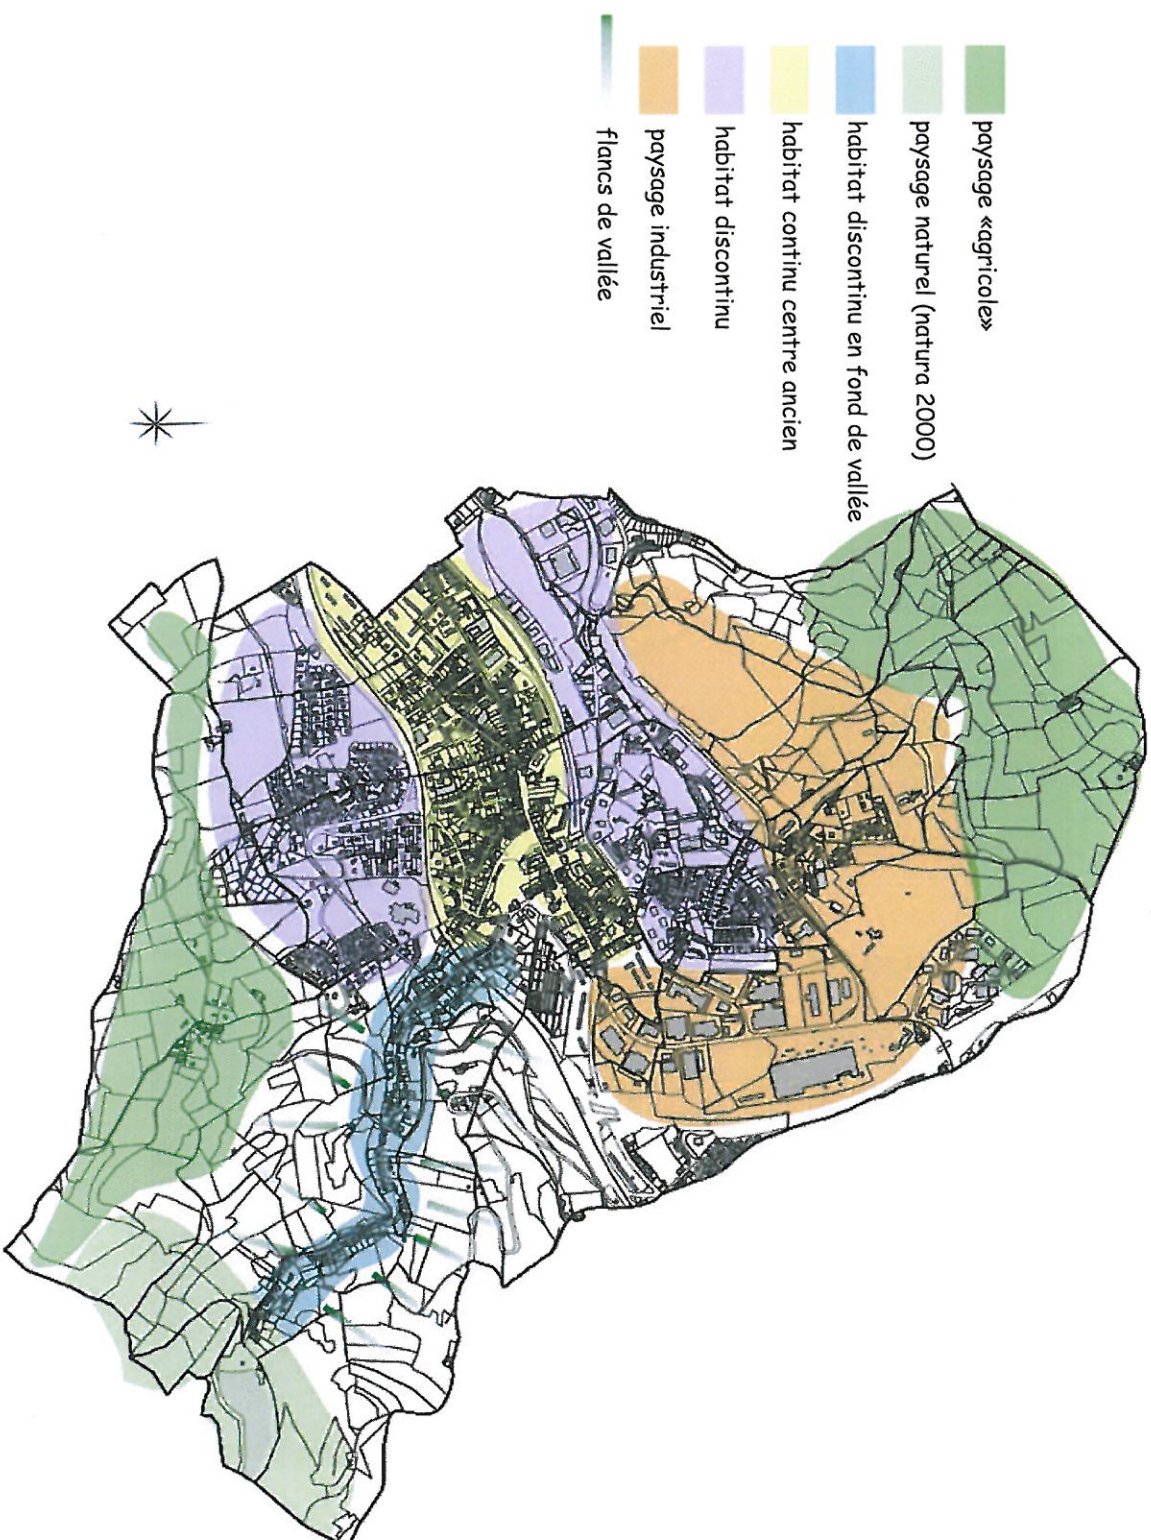 paysage «agricole»
paysage naturel (natura 2000)
habitat discontinu en fond de vallée
habitat continu centre ancien
habitat discontinu
paysage industriel
flancs de vallée